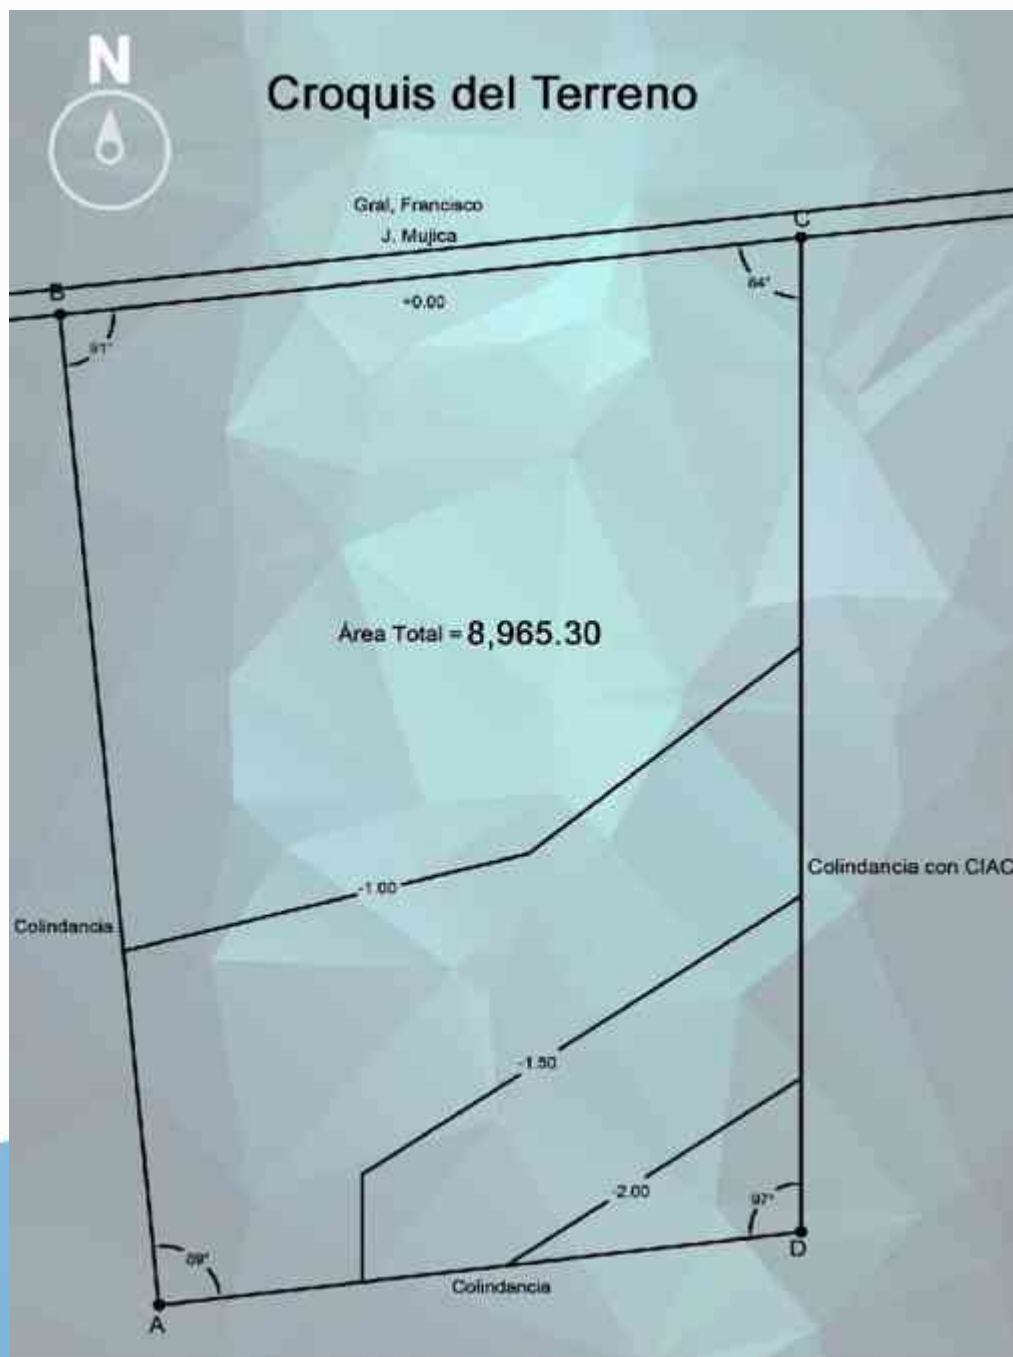 N
Croquis del Terreno
Gral, Francisco
J. Mujica
B
C
+0.00
84°
91°
Área Total = 8,965.30
Colindancia con CIAC
-1.00
Colindancia
-1.50
-2.00
97°
89°
D
Colindancia
A